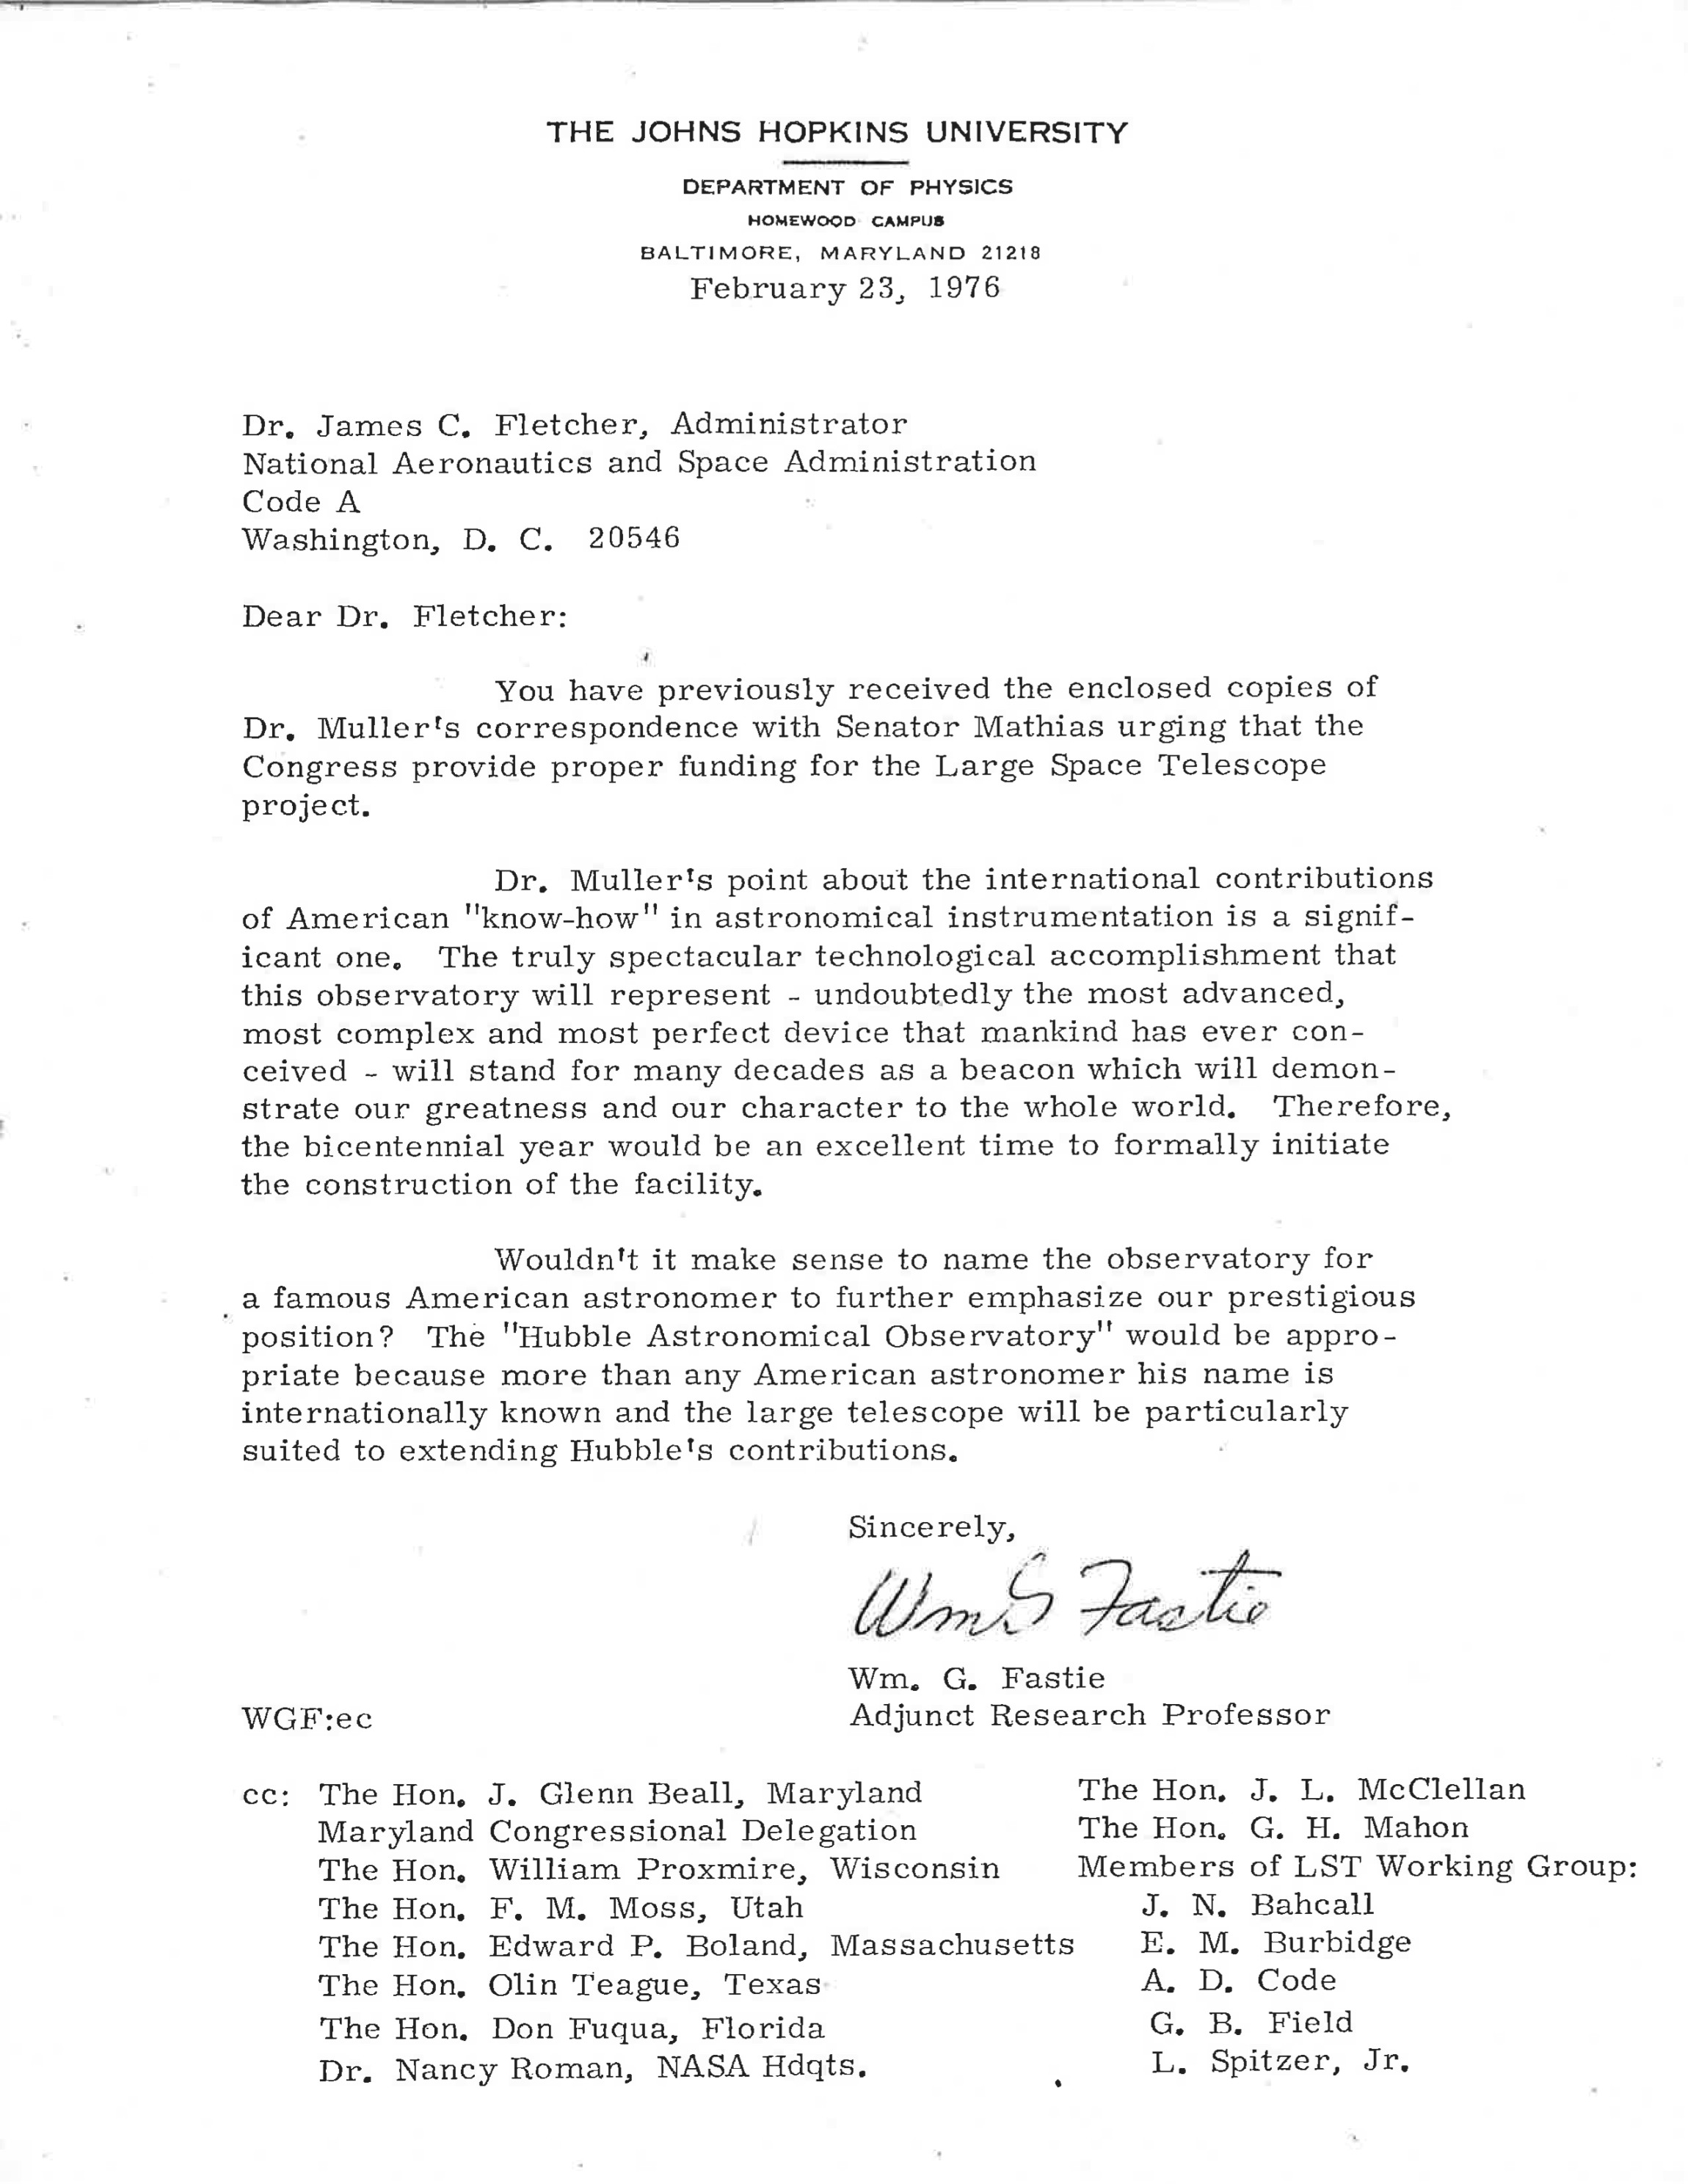 THE JOHNS HOPKINS UNIVERSITY
DEPARTMENT OF PHYSICS
HOMEWOOD CAMPUS
BALTIMORE, MARYLAND 21218
February 23, 1976
Dr. James C. Fletcher, Administrator
National Aeronautics and Space Administration
Code A
Washington, D. C. 20546
Dear Dr. Fletcher:
You have previously received the enclosed copies of
Dr. Muller's correspondence with Senator Mathias urging that the
Congress provide proper funding for the Large Space Telescope
project.
Dr. Muller's point about the international contributions
of American "know-how" in astronomical instrumentation is a signif-
icant one. The truly spectacular technological accomplishment that
this observatory will represent - undoubtedly the most advanced,
most complex and most perfect device that mankind has ever con-
ceived - will stand for many decades as a beacon which will demon-
strate our greatness and our character to the whole world. Therefore,
the bicentennial year would be an excellent time to formally initiate
the construction of the facility.
Wouldn't it make sense to name the observatory for
a famous American astronomer to further emphasize our prestigious
position? The "Hubble Astronomical Observatory" would be appro-
priate because more than any American astronomer his name is
internationally known and the large telescope will be particularly
suited to extending Hubble's contributions.
Sincerely,
Wm G Fastie
Wm. G. Fastie
Adjunct Research Professor
WGF:ec
cc: The Hon. J. Glenn Beall, Maryland
Maryland Congressional Delegation
The Hon. William Proxmire, Wisconsin
The Hon. F. M. Moss, Utah
The Hon. Edward P. Boland, Massachusetts
The Hon. Olin Teague, Texas
The Hon. Don Fuqua, Florida
Dr. Nancy Roman, NASA Hdqts.
The Hon. J. L. McClellan
The Hon. G. H. Mahon
Members of LST Working Group:
J. N. Bahcall
E. M. Burbidge
A. D. Code
G. B. Field
L. Spitzer, Jr.